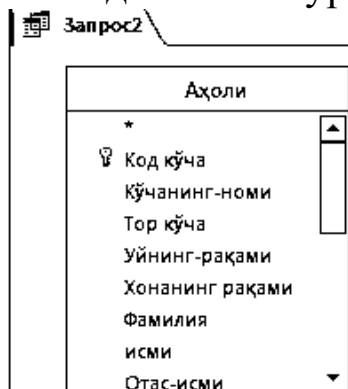 Запрос2
Аҳоли
*
Код кўча
Кўчанинг-номи
Тор кўча
Уйнинг-рақами
Хонанинг рақами
Фамилия
исми
Отас-исми